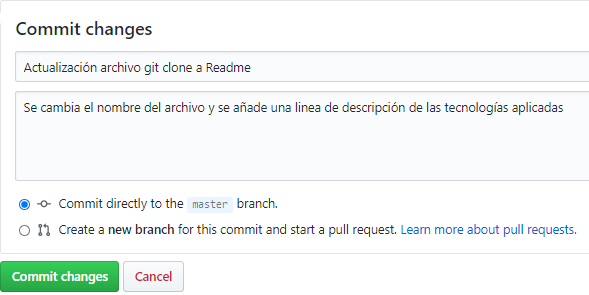 Commit changes
Actualización archivo git clone a Readme
Se cambia el nombre del archivo y se añade una linea de descripción de las tecnologías aplicadas
Commit directly to the master branch.
Create a new branch for this commit and start a pull request. Learn more about pull requests.
Commit changes Cancel